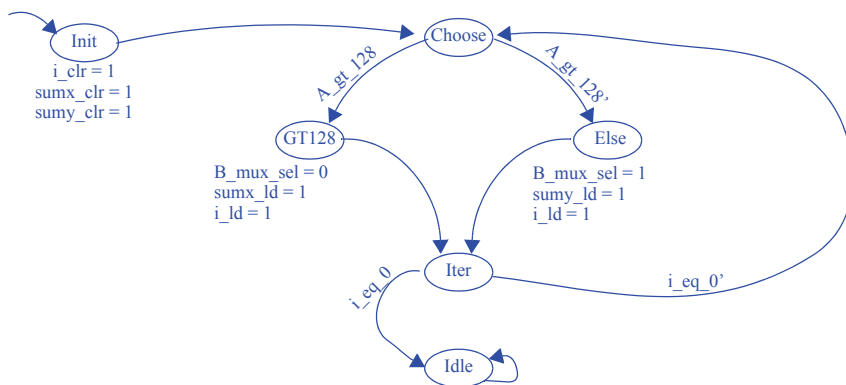 Init
Choose
i_clr = 1
sumx_clr = 1
sumy_clr = 1
A_gt_128
A_gt_128’
GT128
Else
B_mux_sel = 0
sumx_ld = 1
i_ld = 1
B_mux_sel = 1
sumy_ld = 1
i_ld = 1
Iter
i_eq_0
i_eq_0’
Idle